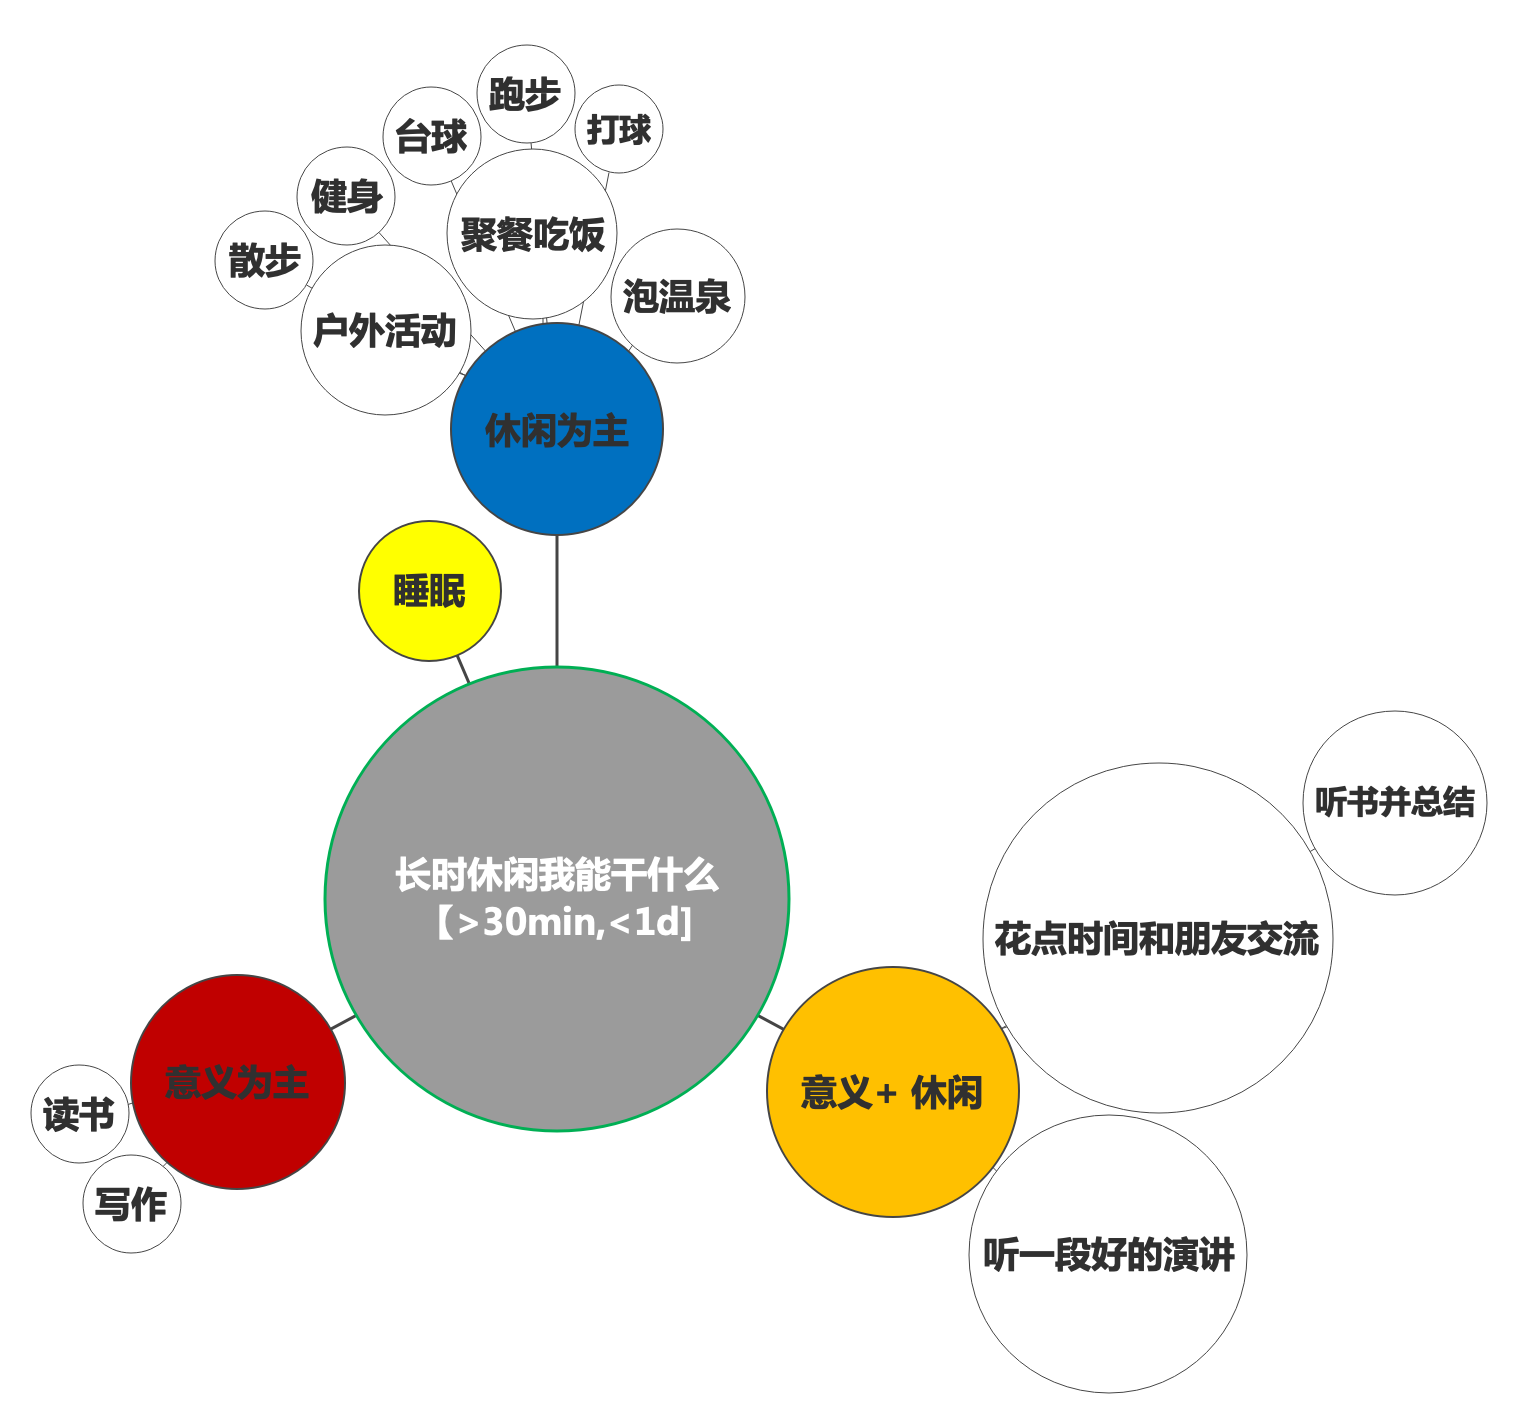 跑步
打球
台球
健身
聚餐吃饭
散步
泡温泉
户外活动
休闲为主
睡眠
长时休闲我能干什么
【>30min,<1d]
听书并总结
花点时间和朋友交流
意义为主
意义+ 休闲
读书
写作
听一段好的演讲